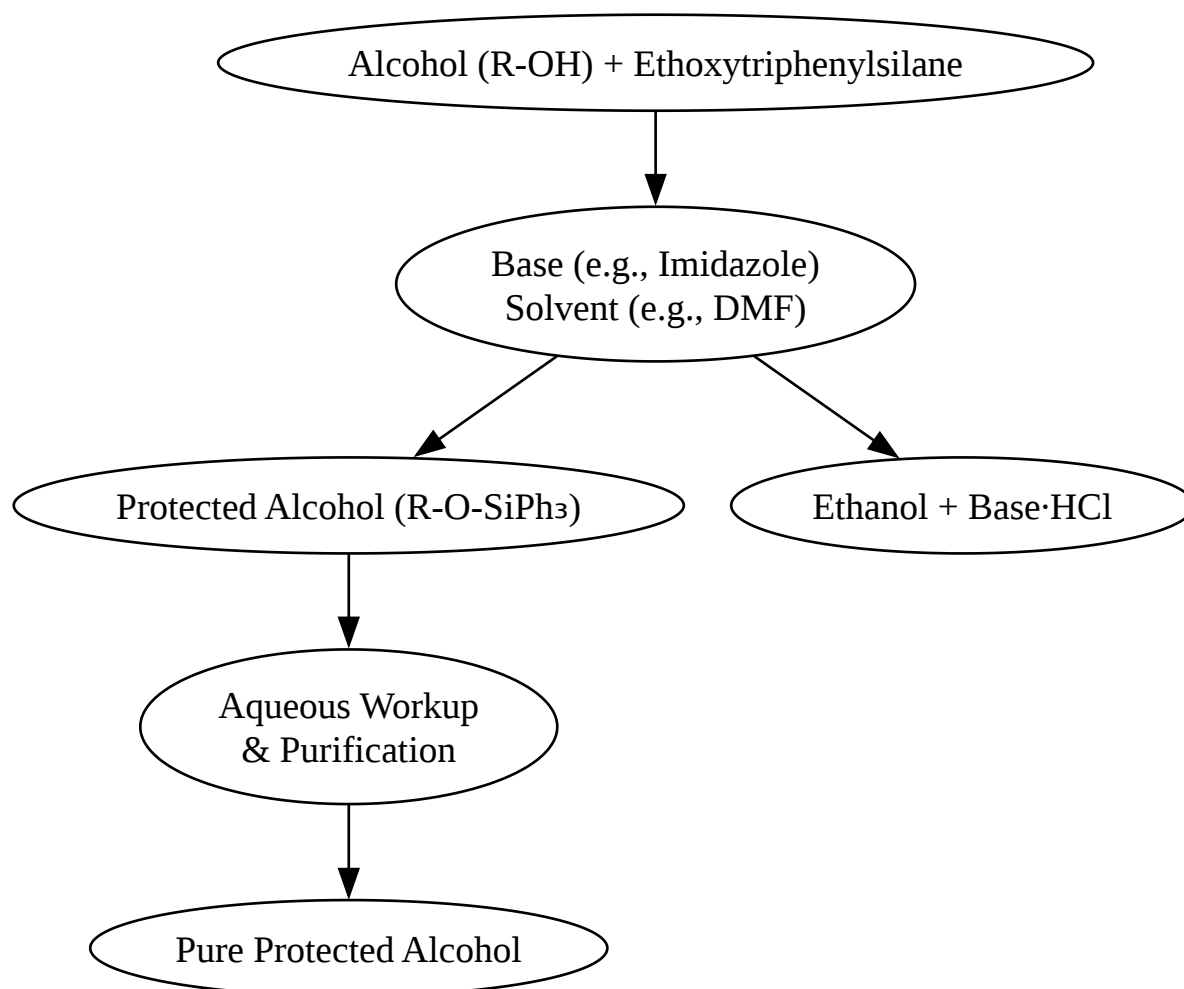 Alcohol (R-OH) + Ethoxytriphenylsilane
Base (e.g., Imidazole)
Solvent (e.g., DMF)
Protected Alcohol (R-O-SiPh₃)
Ethanol + Base·HCl
Aqueous Workup
& Purification
Pure Protected Alcohol